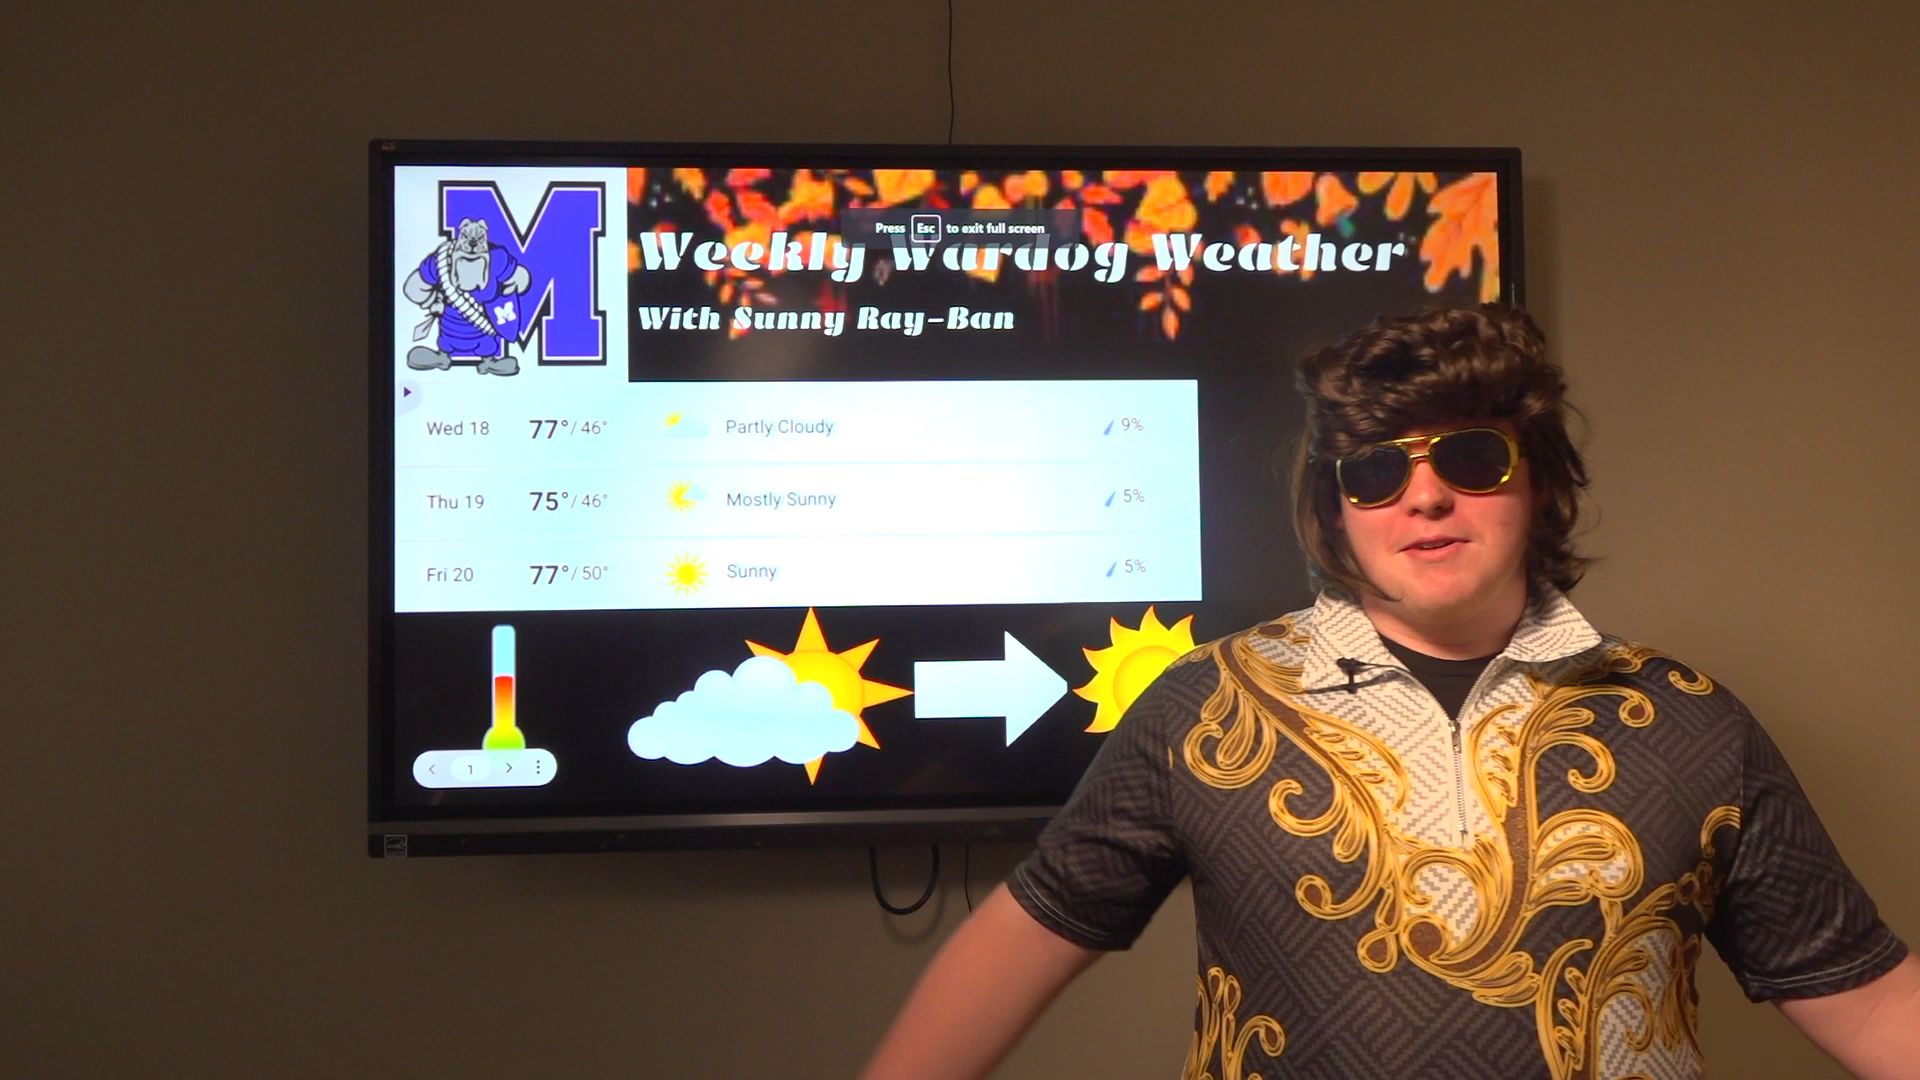 M
M
Press Esc to exit full screen
Weekly Wardog Weather
With Sunny Ray-Ban
Wed 18 77°/ 46° Partly Cloudy 9%
Thu 19 75°/ 46° Mostly Sunny 5%
Fri 20 77°/ 50° Sunny 5%
1